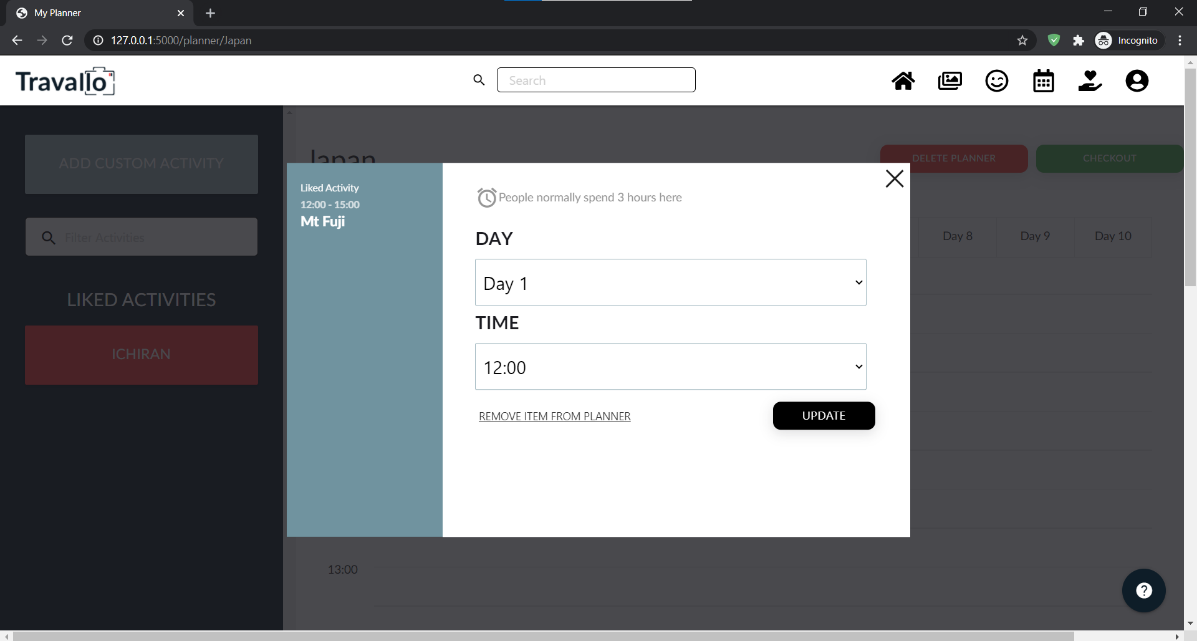 My Planner
127.0.0.1:5000/planner/Japan
Incognito
Travallo
Search
ADD CUSTOM ACTIVITY
Filter Activities
LIKED ACTIVITIES
ICHIRAN
Japan
DELETE PLANNER
CHECKOUT
Day 8
Day 9
Day 10
Liked Activity
12:00 - 15:00
Mt Fuji
People normally spend 3 hours here
DAY
Day 1
TIME
12:00
REMOVE ITEM FROM PLANNER
UPDATE
13:00